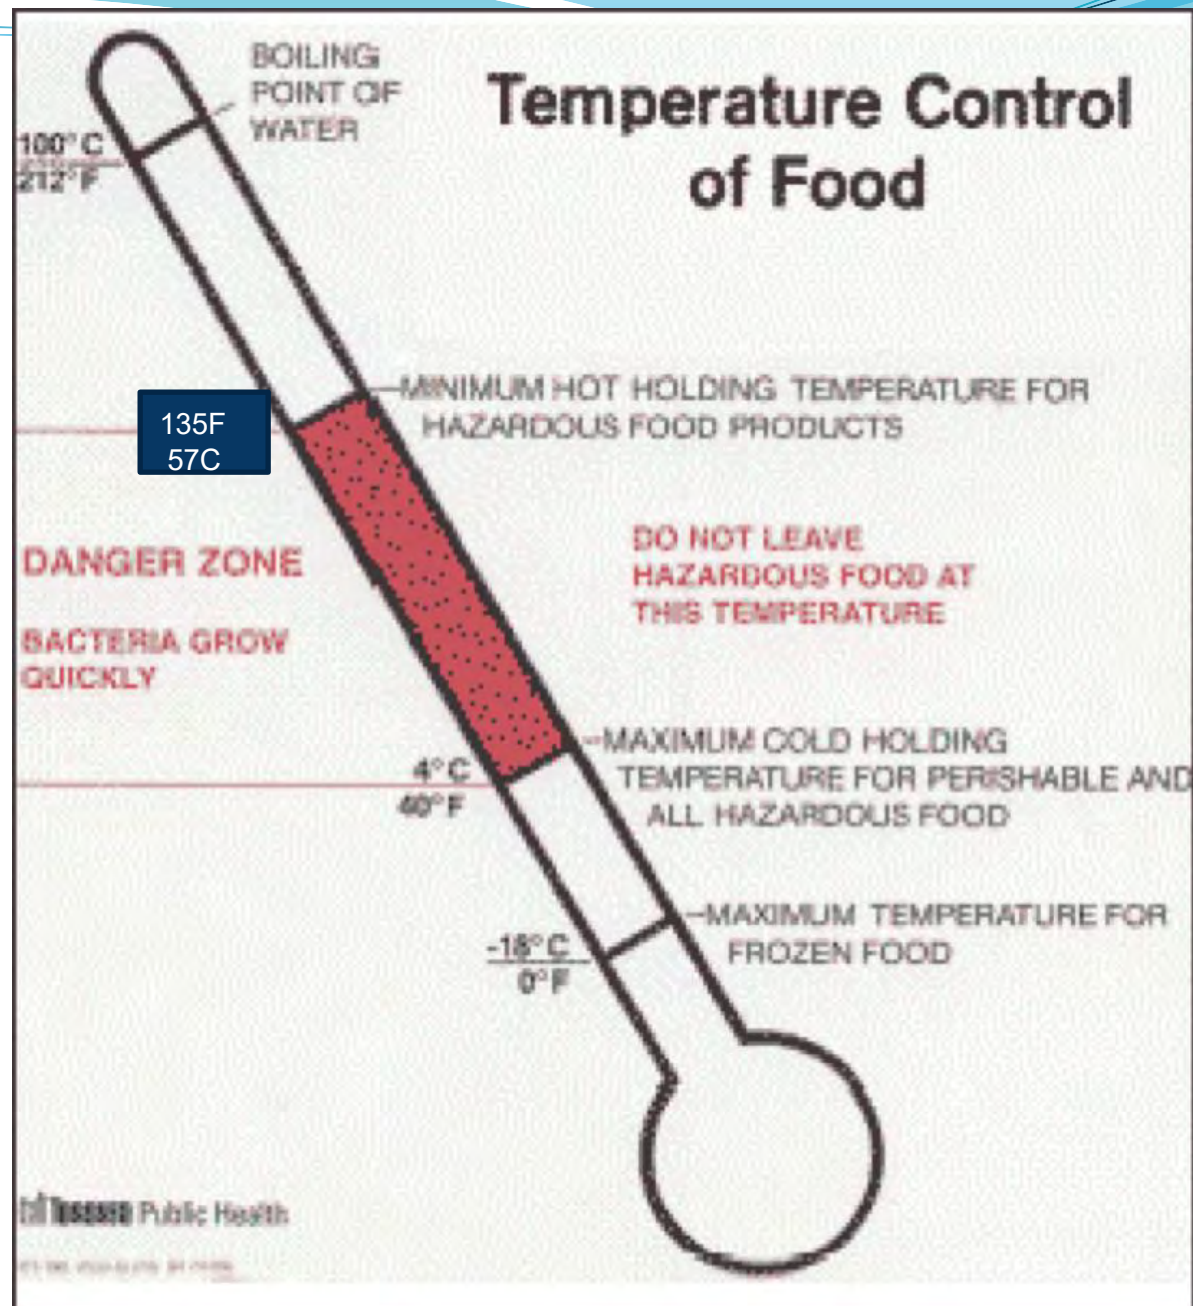 Temperature Control
of Food
BOILING
POINT OF
WATER
100°C
212°F
MINIMUM HOT HOLDING TEMPERATURE FOR
HAZARDOUS FOOD PRODUCTS
135F
57C
DANGER ZONE
BACTERIA GROW
QUICKLY
DO NOT LEAVE
HAZARDOUS FOOD AT
THIS TEMPERATURE
MAXIMUM COLD HOLDING
TEMPERATURE FOR PERISHABLE AND
ALL HAZARDOUS FOOD
4°C
40°F
MAXIMUM TEMPERATURE FOR
FROZEN FOOD
-18°C
0°F
Public Health